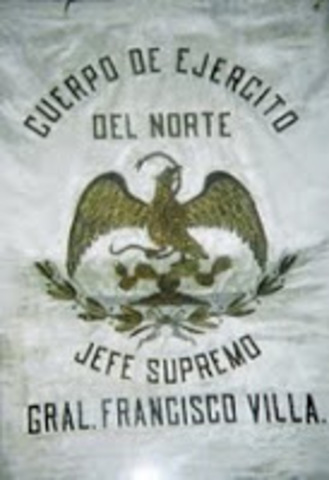 CUERPO DE EJERCITO
DEL NORTE
JEFE SUPREMO
GRAL. FRANCISCO VILLA.